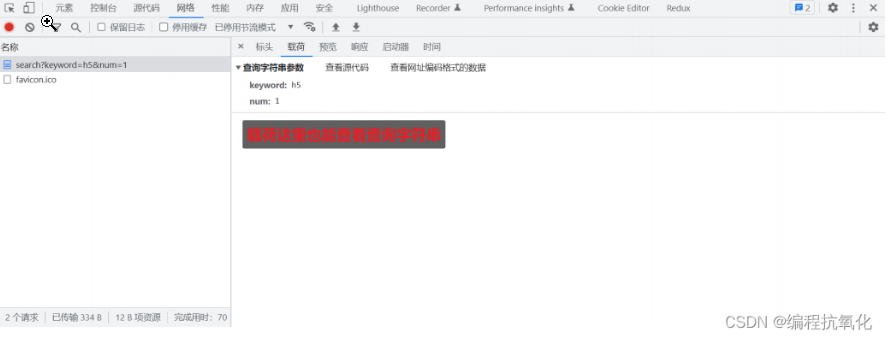 元素 控制台 源代码 网络 性能 内存 应用 安全 Lighthouse Recorder Performance insights Cookie Editor Redux 2
保留日志 停用缓存 已停用节流模式
名称
search?keyword=h5&num=1
favicon.ico
标头 载荷 预览 响应 启动器 时间
查询字符串参数 查看源代码 查看网址编码格式的数据
keyword: h5
num: 1
载荷这里也能查看查询字符串
2 个请求 已传输 334 B 12 B 项资源 完成用时: 70
CSDN @编程抗氧化